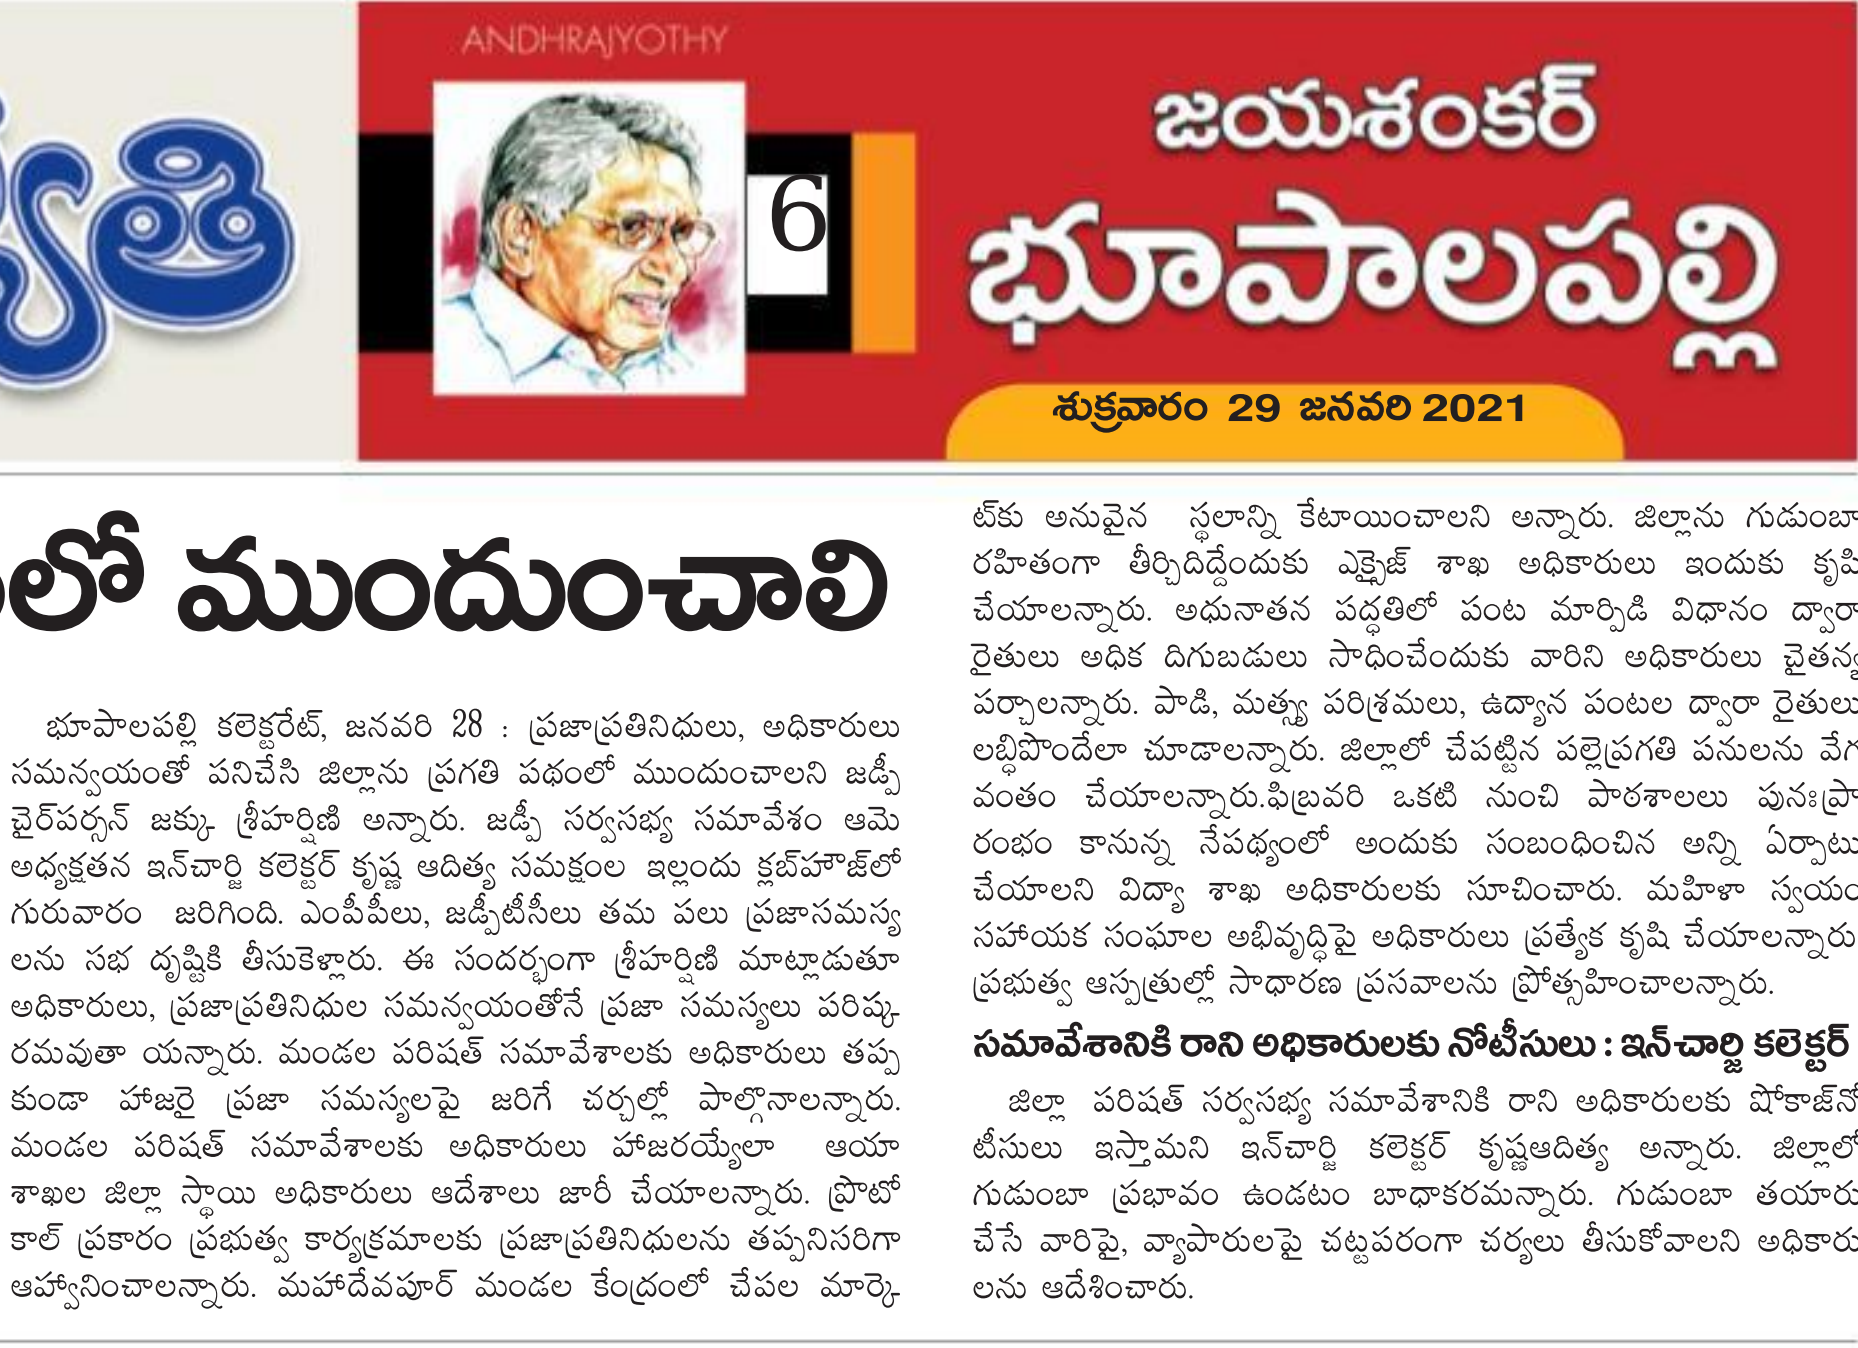 ANDHRAJYOTHY
6
జయశంకర్
భూపాలపల్లి
శుక్రవారం 29 జనవరి 2021
లో ముందుంచాలి
భూపాలపల్లి కలెక్టరేట్, జనవరి 28 : ప్రజాప్రతినిధులు, అధికారులు
సమన్వయంతో పనిచేసి జిల్లాను ప్రగతి పథంలో ముందుంచాలని జడ్పీ
చైర్‌పర్సన్ జక్కు శ్రీహర్షిణి అన్నారు. జడ్పీ సర్వసభ్య సమావేశం ఆమె
అధ్యక్షతన ఇన్‌చార్జి కలెక్టర్ కృష్ణ ఆదిత్య సమక్షంల ఇల్లందు క్లబ్‌హౌజ్‌లో
గురువారం జరిగింది. ఎంపీపీలు, జడ్పీటీసీలు తమ పలు ప్రజాసమస్య
లను సభ దృష్టికి తీసుకెళ్లారు. ఈ సందర్భంగా శ్రీహర్షిణి మాట్లాడుతూ
అధికారులు, ప్రజాప్రతినిధుల సమన్వయంతోనే ప్రజా సమస్యలు పరిష్క
రమవుతా యన్నారు. మండల పరిషత్ సమావేశాలకు అధికారులు తప్ప
కుండా హాజరై ప్రజా సమస్యలపై జరిగే చర్చల్లో పాల్గొనాలన్నారు.
మండల పరిషత్ సమావేశాలకు అధికారులు హాజరయ్యేలా ఆయా
శాఖల జిల్లా స్థాయి అధికారులు ఆదేశాలు జారీ చేయాలన్నారు. ప్రొటో
కాల్ ప్రకారం ప్రభుత్వ కార్యక్రమాలకు ప్రజాప్రతినిధులను తప్పనిసరిగా
ఆహ్వానించాలన్నారు. మహాదేవపూర్ మండల కేంద్రంలో చేపల మార్కె
ట్‌కు అనువైన స్థలాన్ని కేటాయించాలని అన్నారు. జిల్లాను గుడుంబా
రహితంగా తీర్చిదిద్దేందుకు ఎక్సైజ్ శాఖ అధికారులు ఇందుకు కృషి
చేయాలన్నారు. అధునాతన పద్ధతిలో పంట మార్పిడి విధానం ద్వారా
రైతులు అధిక దిగుబడులు సాధించేందుకు వారిని అధికారులు చైతన్య
పర్చాలన్నారు. పాడి, మత్స్య పరిశ్రమలు, ఉద్యాన పంటల ద్వారా రైతులు
లబ్ధిపొందేలా చూడాలన్నారు. జిల్లాలో చేపట్టిన పల్లెప్రగతి పనులను వేగ
వంతం చేయాలన్నారు.ఫిబ్రవరి ఒకటి నుంచి పాఠశాలలు పునఃప్రా
రంభం కానున్న నేపథ్యంలో అందుకు సంబంధించిన అన్ని ఏర్పాటు
చేయాలని విద్యా శాఖ అధికారులకు సూచించారు. మహిళా స్వయం
సహాయక సంఘాల అభివృద్ధిపై అధికారులు ప్రత్యేక కృషి చేయాలన్నారు
ప్రభుత్వ ఆస్పత్రుల్లో సాధారణ ప్రసవాలను ప్రోత్సహించాలన్నారు.
సమావేశానికి రాని అధికారులకు నోటీసులు : ఇన్‌చార్జి కలెక్టర్
జిల్లా పరిషత్ సర్వసభ్య సమావేశానికి రాని అధికారులకు షోకాజ్‌నో
టీసులు ఇస్తామని ఇన్‌చార్జి కలెక్టర్ కృష్ణఆదిత్య అన్నారు. జిల్లాలో
గుడుంబా ప్రభావం ఉండటం బాధాకరమన్నారు. గుడుంబా తయారు
చేసే వారిపై, వ్యాపారులపై చట్టపరంగా చర్యలు తీసుకోవాలని అధికారు
లను ఆదేశించారు.